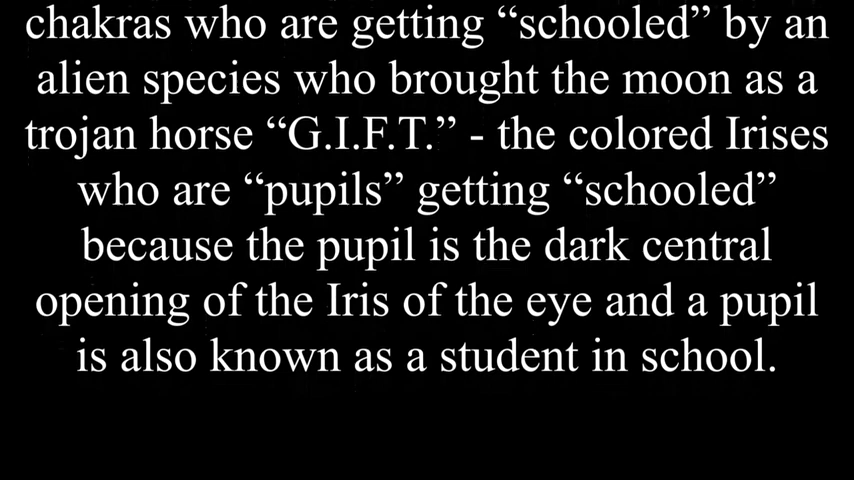 chakras who are getting “schooled” by an
alien species who brought the moon as a
trojan horse “G.I.F.T.” - the colored Irises
who are “pupils” getting “schooled”
because the pupil is the dark central
opening of the Iris of the eye and a pupil
is also known as a student in school.